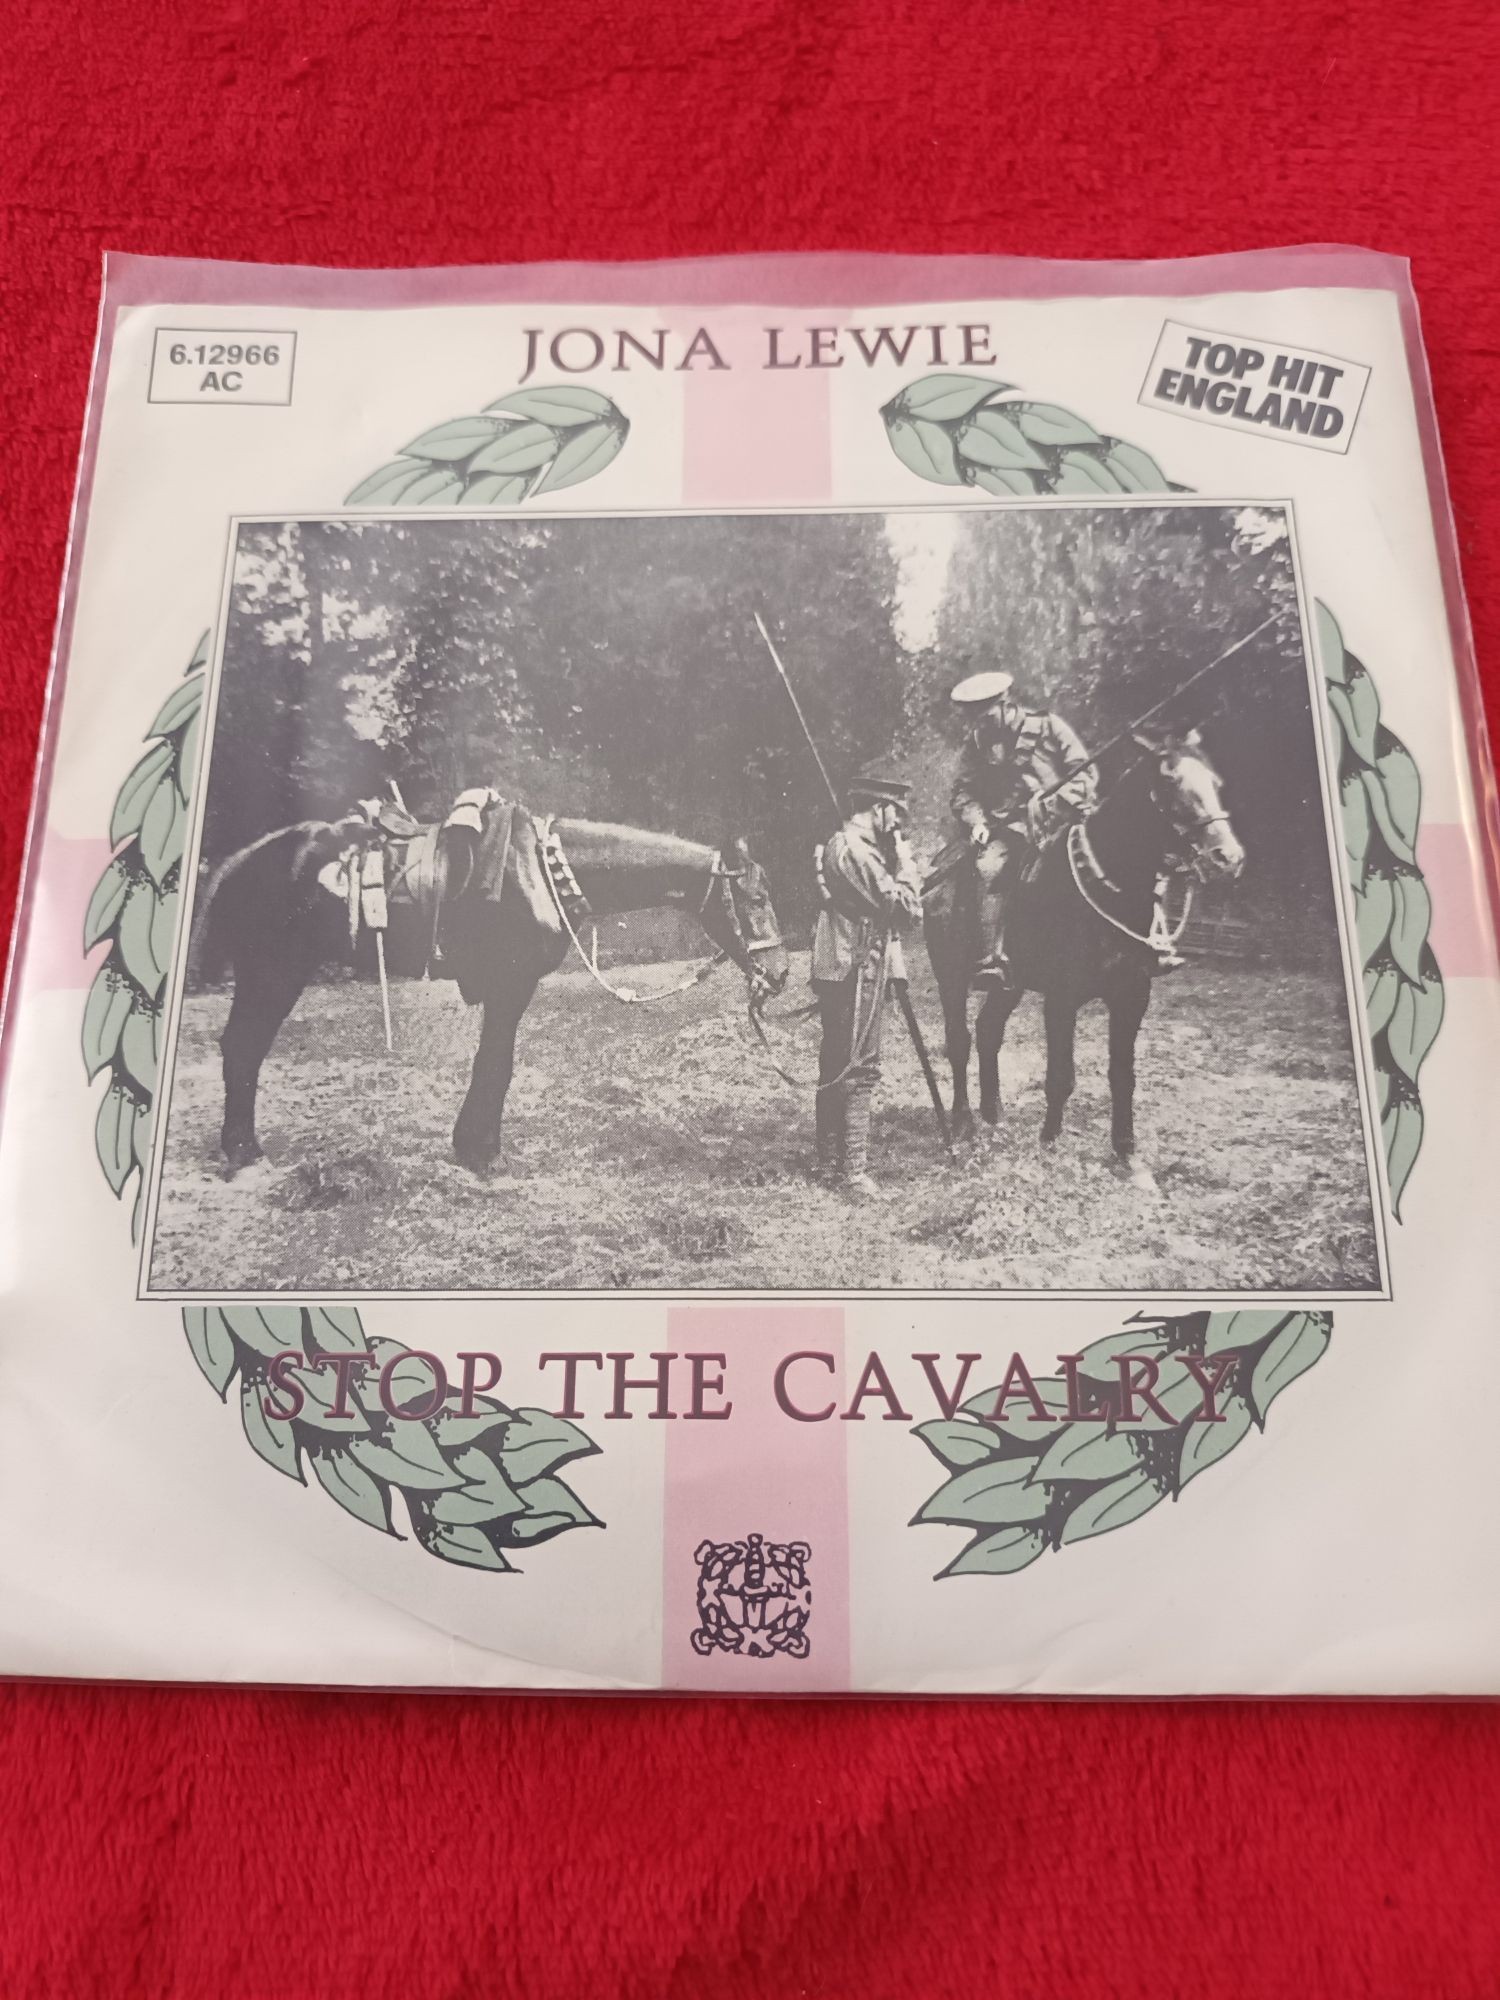 6.12966
AC
JONA LEWIE
TOP HIT
ENGLAND
STOP THE CAVALRY